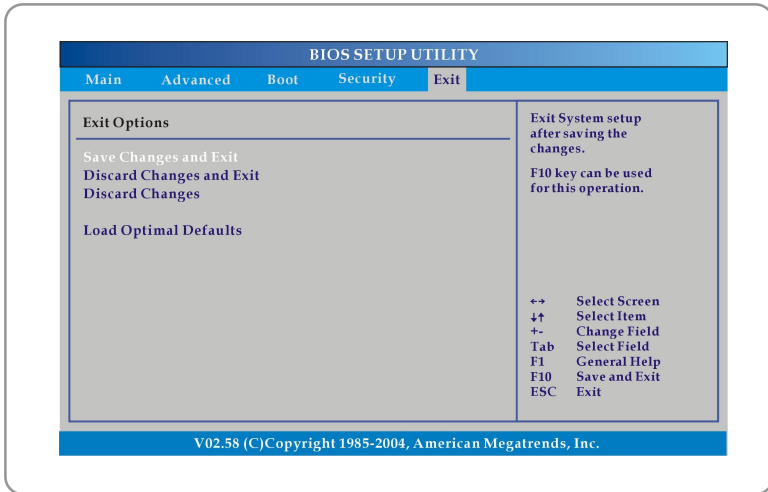 BIOS SETUP UTILITY
Main Advanced Boot Security Exit
Exit Options
Save Changes and Exit
Discard Changes and Exit
Discard Changes
Load Optimal Defaults
Exit System setup
after saving the
changes.
F10 key can be used
for this operation.
←→ Select Screen
↓↑ Select Item
+- Change Field
Tab Select Field
F1 General Help
F10 Save and Exit
ESC Exit
V02.58 (C)Copyright 1985-2004, American Megatrends, Inc.